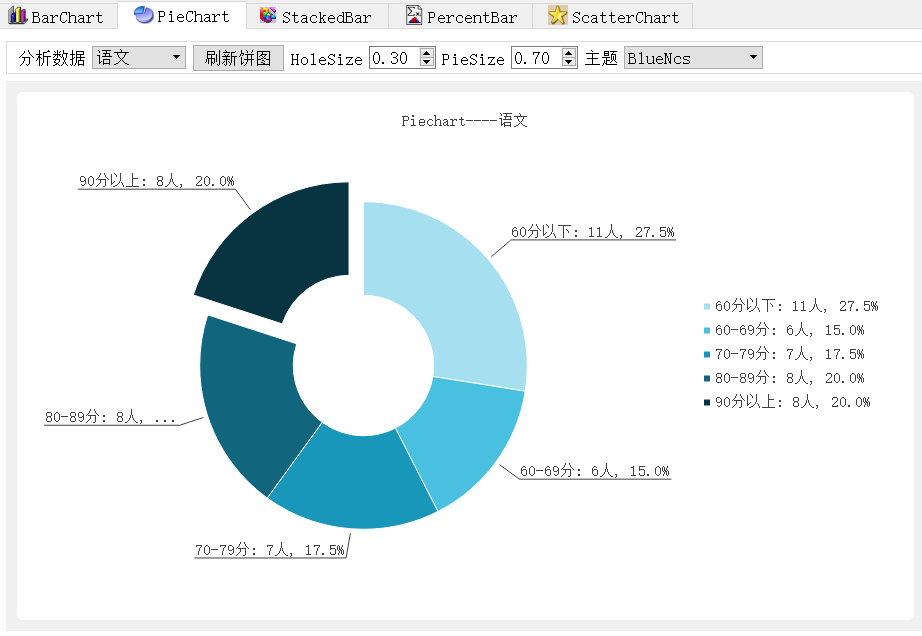 BarChart PieChart StackedBar PercentBar ScatterChart
分析数据 语文 刷新饼图 HoleSize 0.30 PieSize 0.70 主题 BlueNcs
Piechart----语文
90分以上: 8人, 20.0%
60分以下: 11人, 27.5%
60分以下: 11人, 27.5%
60-69分: 6人, 15.0%
70-79分: 7人, 17.5%
80-89分: 8人, 20.0%
90分以上: 8人, 20.0%
80-89分: 8人, ...
60-69分: 6人, 15.0%
70-79分: 7人, 17.5%